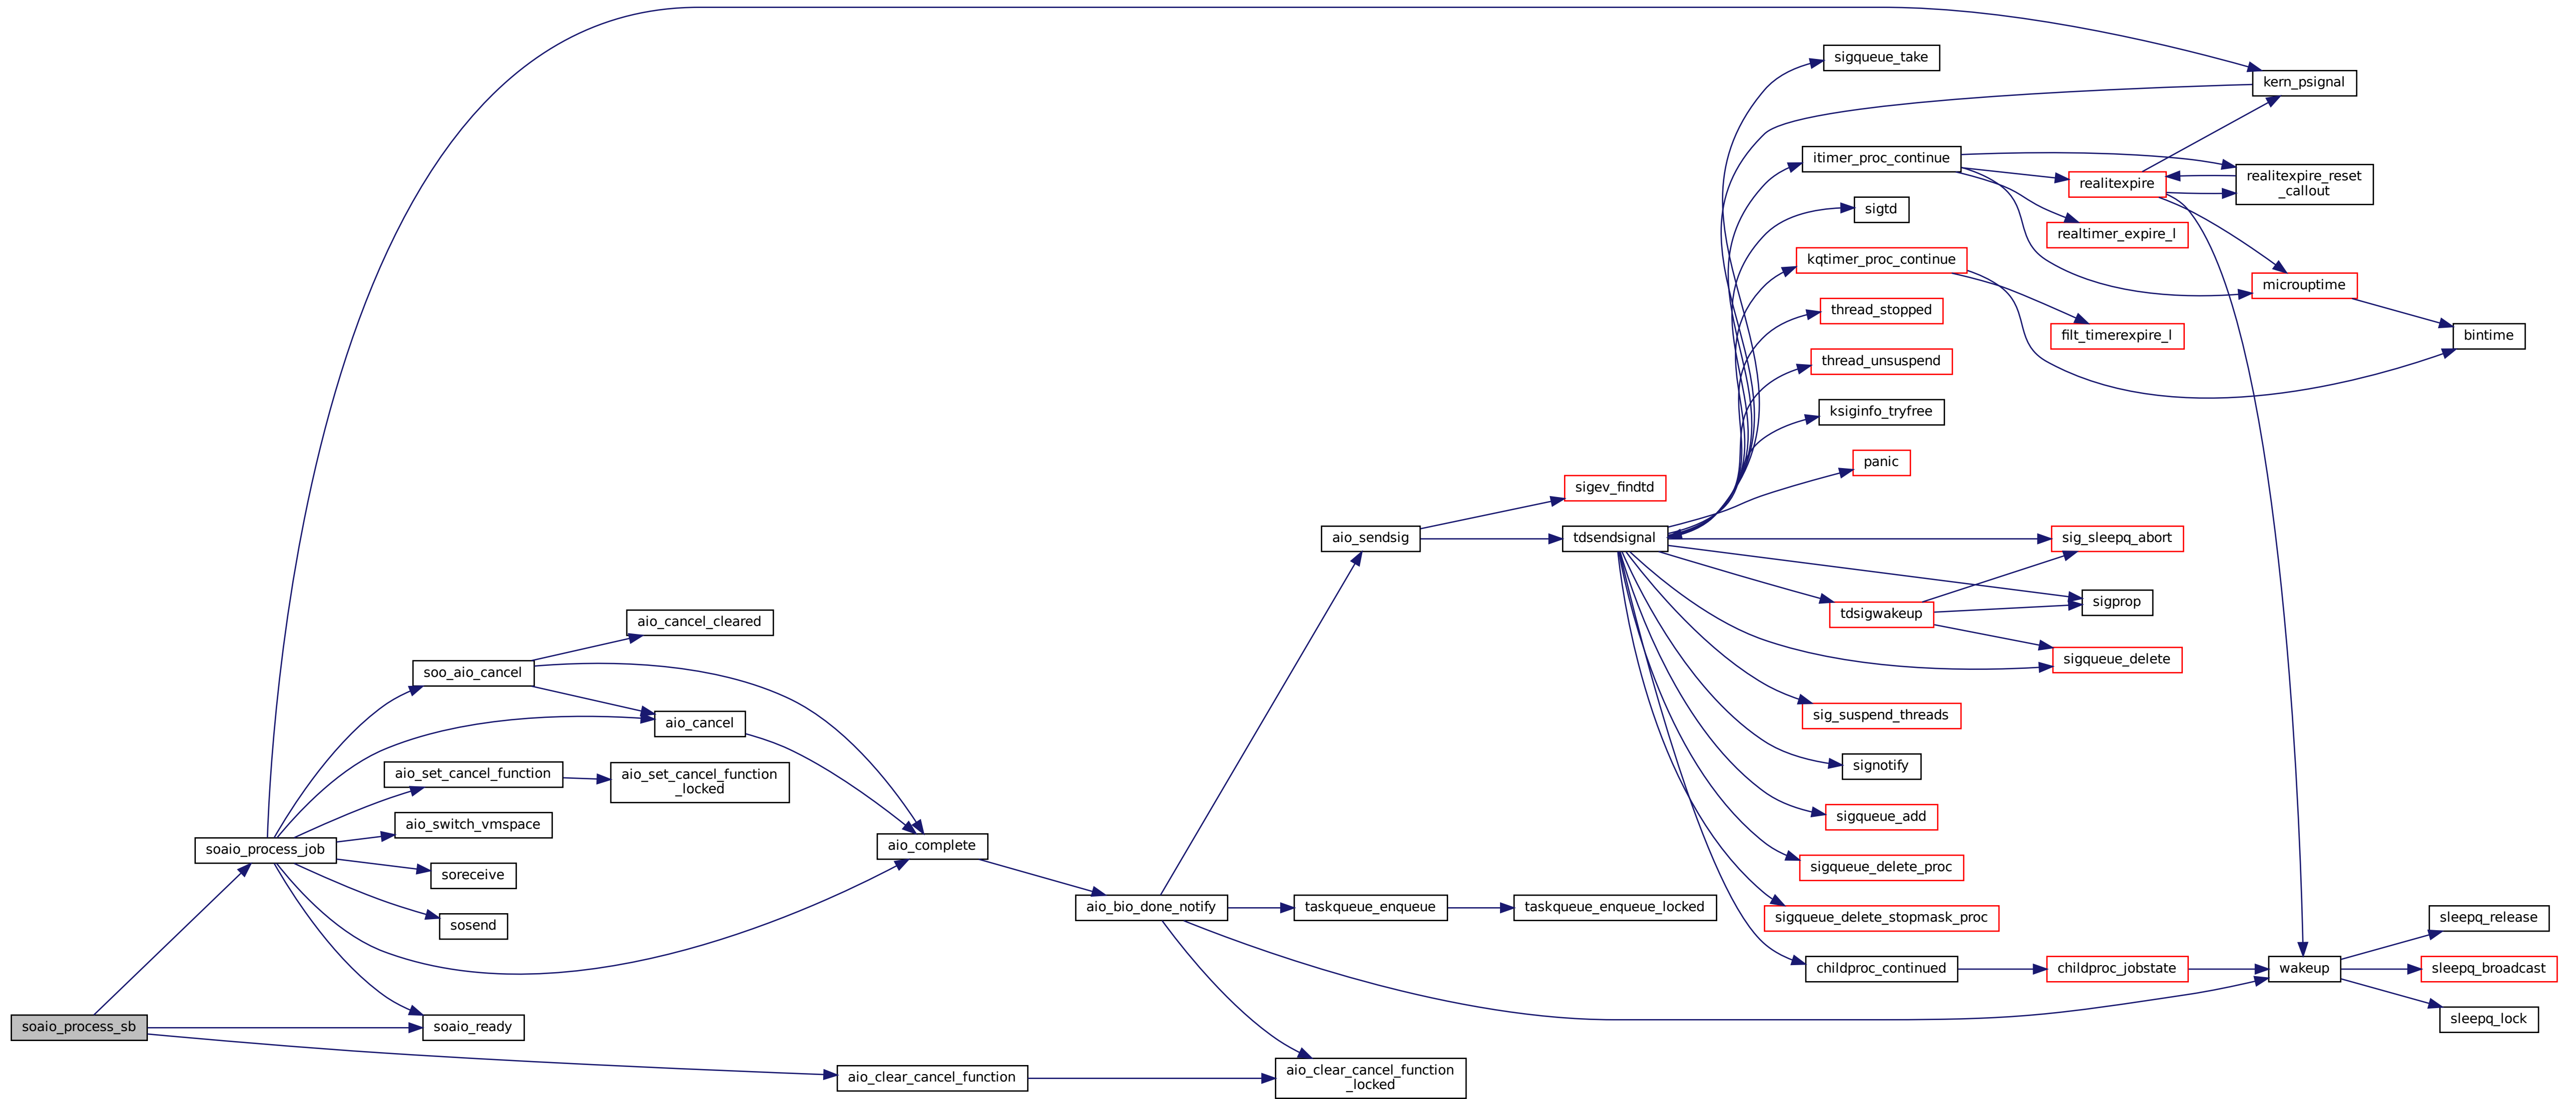 sigqueue_take
kern_psignal
itimer_proc_continue
realitexpire
realitexpire_reset
_callout
sigtd
realtimer_expire_l
kqtimer_proc_continue
microuptime
thread_stopped
filt_timerexpire_l
bintime
thread_unsuspend
ksiginfo_tryfree
panic
sigev_findtd
aio_sendsig
tdsendsignal
sig_sleepq_abort
sigprop
tdsigwakeup
aio_cancel_cleared
sigqueue_delete
soo_aio_cancel
sig_suspend_threads
aio_cancel
signotify
aio_set_cancel_function
aio_set_cancel_function
_locked
sigqueue_add
aio_switch_vmspace
soaio_process_job
aio_complete
sigqueue_delete_proc
soreceive
aio_bio_done_notify
taskqueue_enqueue
taskqueue_enqueue_locked
sigqueue_delete_stopmask_proc
sleepq_release
sosend
childproc_continued
childproc_jobstate
wakeup
sleepq_broadcast
soaio_process_sb
soaio_ready
sleepq_lock
aio_clear_cancel_function
aio_clear_cancel_function
_locked